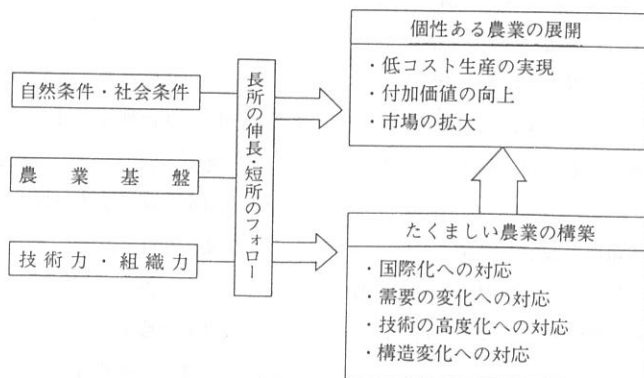 自然条件・社会条件
農業基盤
技術力・組織力
長所の伸長・短所のフォロー
個性ある農業の展開
・低コスト生産の実現
・付加価値の向上
・市場の拡大
たくましい農業の構築
・国際化への対応
・需要の変化への対応
・技術の高度化への対応
・構造変化への対応